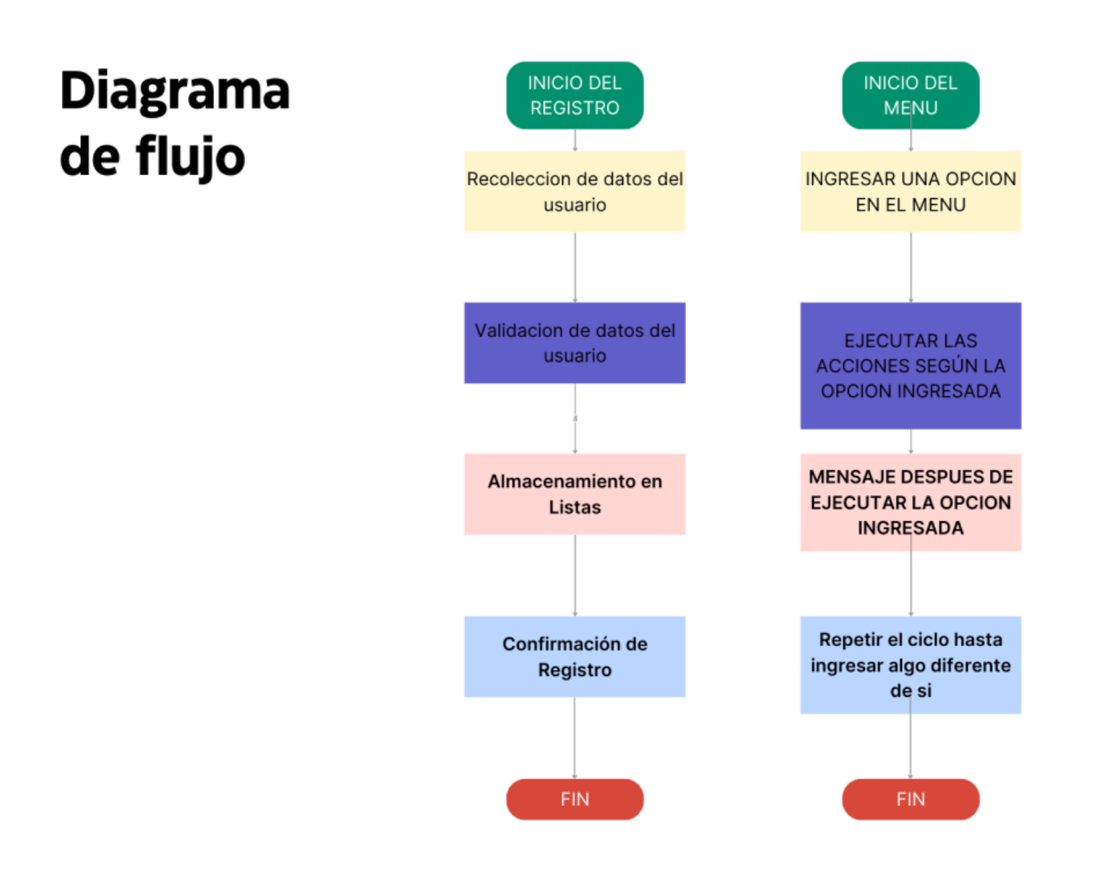 Diagrama
de flujo
INICIO DEL
REGISTRO
Recoleccion de datos del
usuario
Validacion de datos del
usuario
Almacenamiento en
Listas
Confirmación de
Registro
FIN
INICIO DEL
MENU
INGRESAR UNA OPCION
EN EL MENU
EJECUTAR LAS
ACCIONES SEGÚN LA
OPCION INGRESADA
MENSAJE DESPUES DE
EJECUTAR LA OPCION
INGRESADA
Repetir el ciclo hasta
ingresar algo diferente
de si
FIN